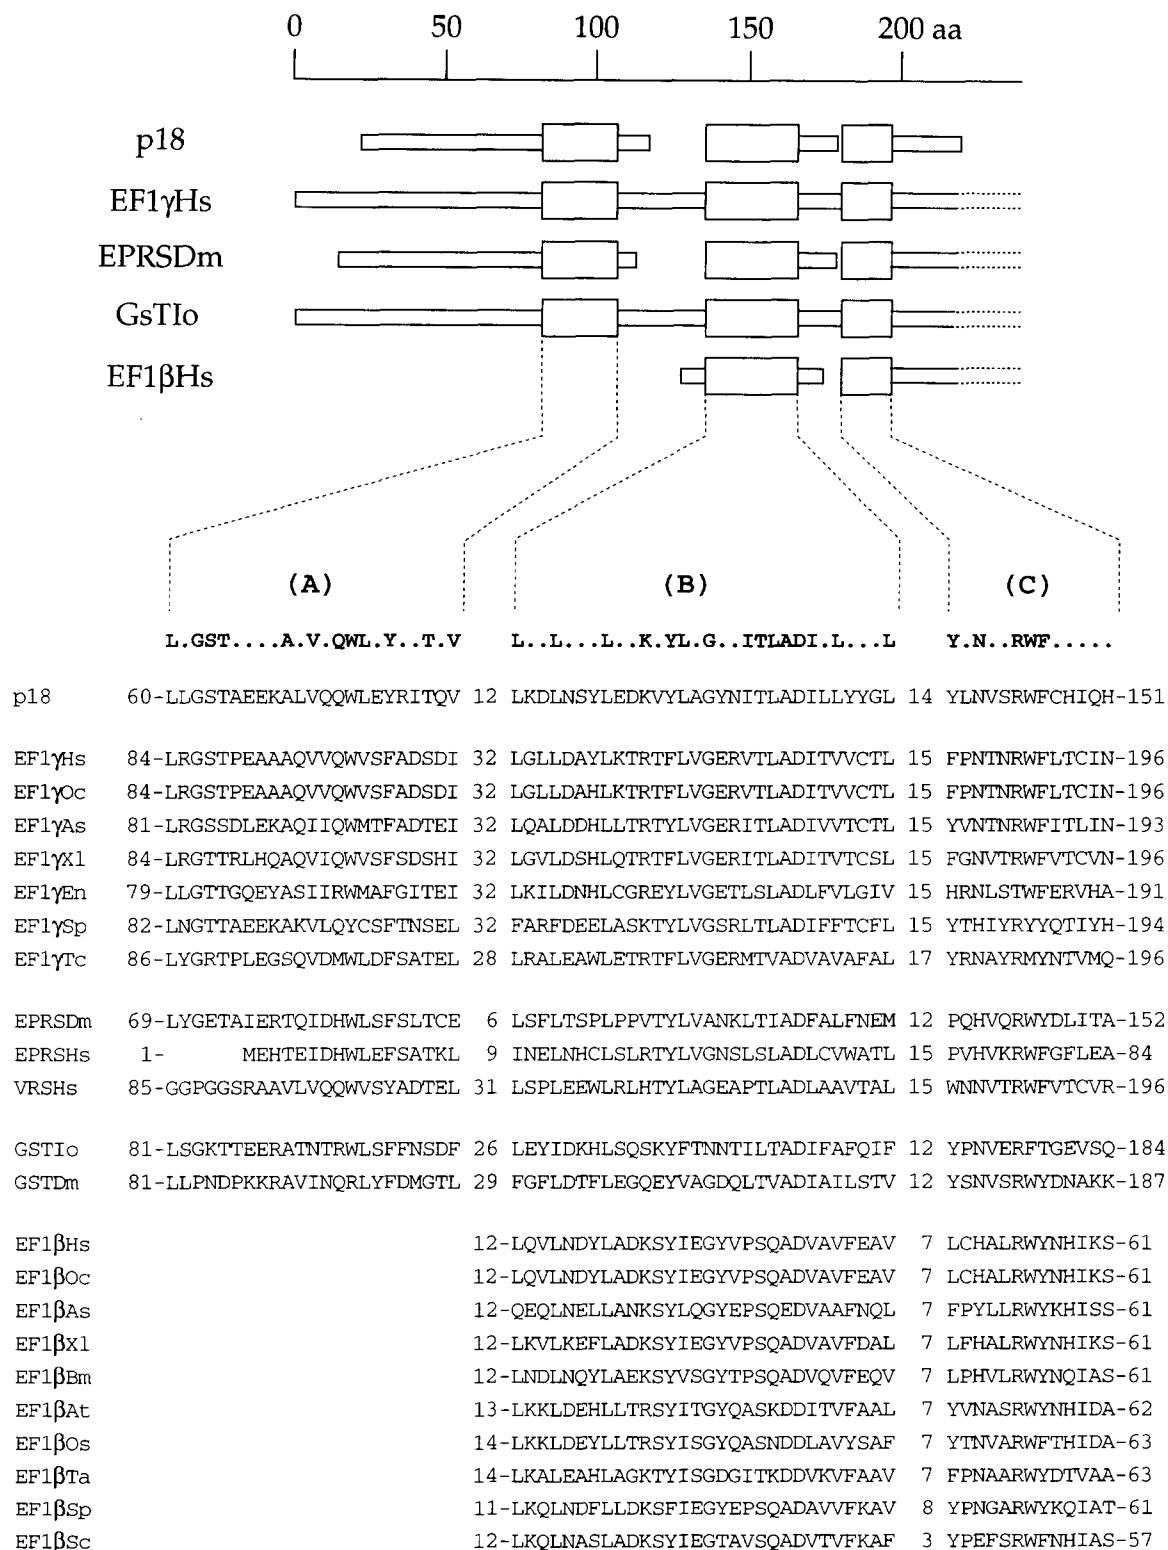 0 50 100 150 200 aa
p18
EF1γHs
EPRSDm
GsTIo
EF1βHs
(A) (B) (C)
L.GST....A.V.QWL.Y..T.V L..L...L..K.YL.G..ITLADI.L...L Y.N..RWF.....
p18 60-LLGSTAEEKALVQQWLEYRITQV 12 LKDLNSYLEDKVYLAGYNITLADILLYYGL 14 YLNVSRWFCHIQH-151
EF1γHs 84-LRGSTPEAAAQVVQWVSFADSDI 32 LGLLDAYLKTRTFLVGERVTLADITVVCTL 15 FPNTNRWFLTCIN-196
EF1γOc 84-LRGSTPEAAAQVVQWVSFADSDI 32 LGLLDAHLKTRTFLVGERVTLADITVVCTL 15 FPNTNRWFLTCIN-196
EF1γAs 81-LRGSSDLEKAQIIQWMTFADTEI 32 LQALDDHLLTRTYLVGERITLADIVVTCTL 15 YVNTNRWFITLIN-193
EF1γXl 84-LRGTTRLHQAQVIQWVSFSDSHI 32 LGVLDSHLQTRTFLVGERITLADITVTCSL 15 FGNVTRWFVTCVN-196
EF1γEn 79-LLGTTGQEYASIIRWMAFGITEI 32 LKILDNHLCGREYLVGETLSLADLFVLGIV 15 HRNLSTWFERVHA-191
EF1γSp 82-LNGTTAEEKAKVLQYCSFTNSEL 32 FARFDEELASKTYLVGSRLTLADIFFTCFL 15 YTHIYRYYQTIYH-194
EF1γTc 86-LYGRTPLEGSQVDMWLDFSATEL 28 LRALEAWLETRTFLVGERMTVADVAVAFAL 17 YRNAYRMYNTVMQ-196
EPRSDm 69-LYGETAIERTQIDHWLSFSLTCE 6 LSFLTSPLPPVTYLVANKLTIADFALFNEM 12 PQHVQRWYDLITA-152
EPRSHs 1- MEHTEIDHWLEFSATKL 9 INELNHCLSLRTYLVGNSLSLADLCVWATL 15 PVHVKRWFGFLEA-84
VRSHs 85-GGPGGSRAAVLVQQWVSYADTEL 31 LSPLEEWLRLHTYLAGEAPTLADLAAVTAL 15 WNNVTRWFVTCVR-196
GSTIo 81-LSGKTTEERATNTRWLSFFNSDF 26 LEYIDKHLSQSKYFTNNTILTADIFAFQIF 12 YPNVERFTGEVSQ-184
GSTDm 81-LLPNDPKKRAVINQRLYFDMGTL 29 FGFLDTFLEGQEYVAGDQLTVADIAILSTV 12 YSNVSRWYDNAKK-187
EF1βHs 12-LQVLNDYLADKSYIEGYVPSQADVAVFEAV 7 LCHALRWYNHIKS-61
EF1βOc 12-LQVLNDYLADKSYIEGYVPSQADVAVFEAV 7 LCHALRWYNHIKS-61
EF1βAs 12-QEQLNELLANKSYLQGYEPSQEDVAAFNQL 7 FPYLLRWYKHISS-61
EF1βXl 12-LKVLKEFLADKSYIEGYVPSQADVAVFDAL 7 LFHALRWYNHIKS-61
EF1βBm 12-LNDLNQYLAEKSYVSGYTPSQADVQVFEQV 7 LPHVLRWYNQIAS-61
EF1βAt 13-LKKLDEHLLTRSYITGYQASKDDITVFAAL 7 YVNASRWYNHIDA-62
EF1βOs 14-LKKLDEYLLTRSYISGYQASNDDLAVYSAF 7 YTNVARWFTHIDA-63
EF1βTa 14-LKALEAHLAGKTYISGDGITKDDVKVFAAV 7 FPNAARWYDTVAA-63
EF1βSp 11-LKQLNDFLLDKSFIEGYEPSQADAVVFKAV 8 YPNGARWYKQIAT-61
EF1βSc 12-LKQLNASLADKSYIEGTAVSQADVTVFKAF 3 YPEFSRWFNHIAS-57